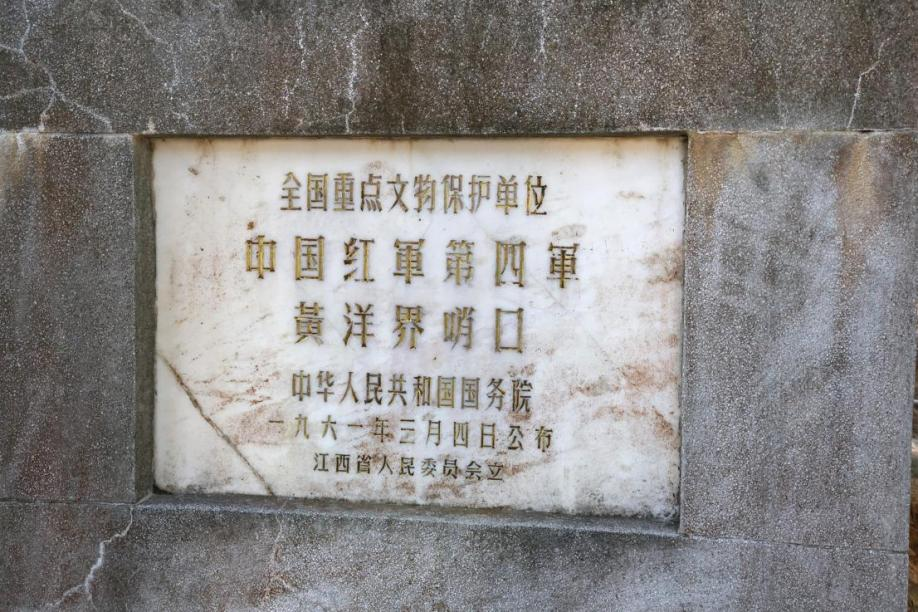 全国重点文物保护单位
中国红軍第四軍
黃洋界哨口
中华人民共和国国务院
一九六一年三月四日公布
江西省人民委员会立